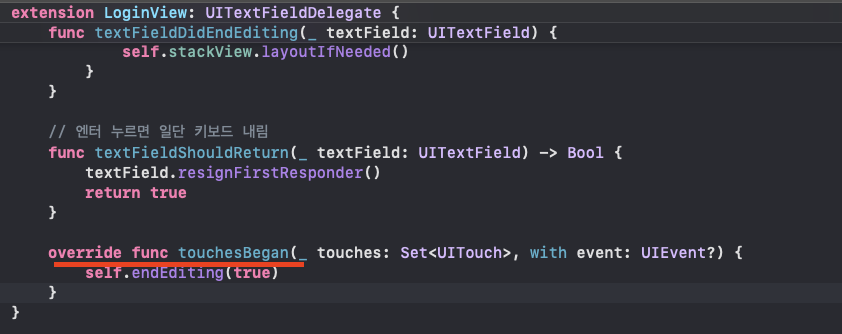 extension LoginView: UITextFieldDelegate {
    func textFieldDidEndEditing(_ textField: UITextField) {
            self.stackView.layoutIfNeeded()
        }
    }

    // 엔터 누르면 일단 키보드 내림
    func textFieldShouldReturn(_ textField: UITextField) -> Bool {
        textField.resignFirstResponder()
        return true
    }

    override func touchesBegan(_ touches: Set<UITouch>, with event: UIEvent?) {
        self.endEditing(true)
    }
}